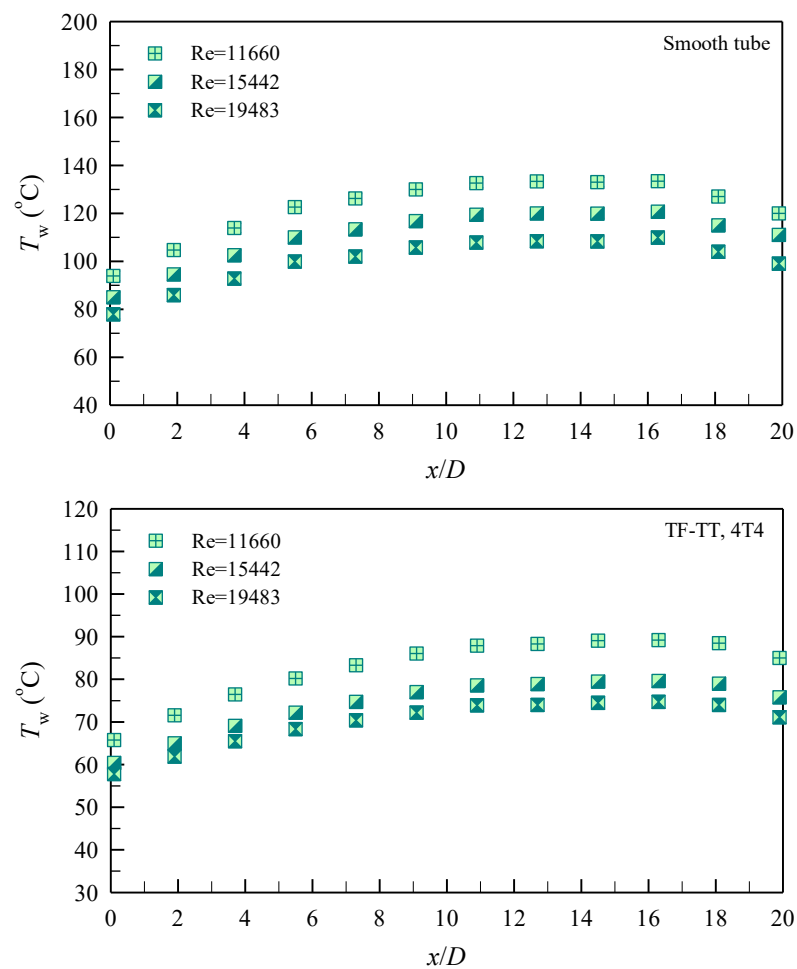 200
180
160
140
120
100
80
60
40
T_w (°C)
Smooth tube
Re=11660
Re=15442
Re=19483
0 2 4 6 8 10 12 14 16 18 20
x/D
120
110
100
90
80
70
60
50
40
30
T_w (°C)
TF-TT, 4T4
Re=11660
Re=15442
Re=19483
0 2 4 6 8 10 12 14 16 18 20
x/D